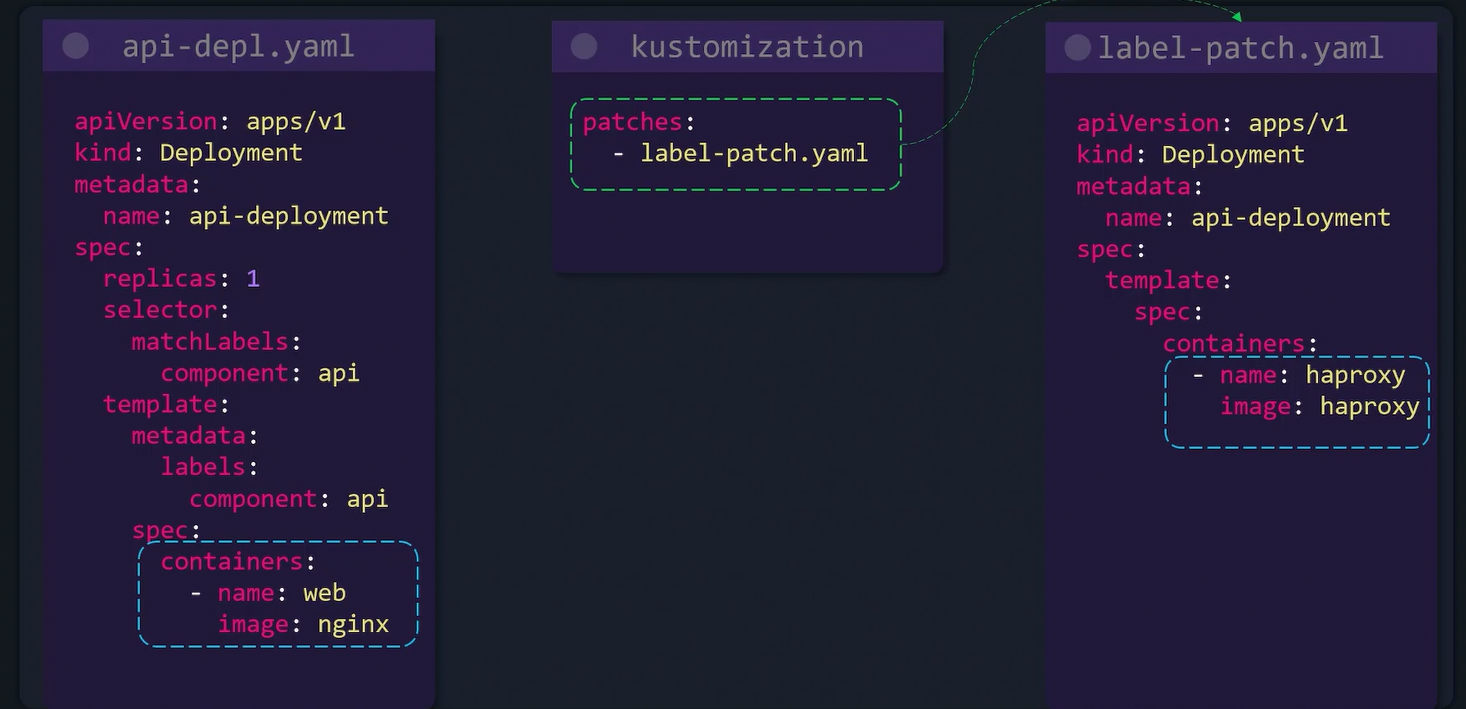 api-depl.yaml
apiVersion: apps/v1
kind: Deployment
metadata:
  name: api-deployment
spec:
  replicas: 1
  selector:
    matchLabels:
      component: api
  template:
    metadata:
      labels:
        component: api
    spec:
      containers:
        - name: web
          image: nginx
kustomization
patches:
  - label-patch.yaml
label-patch.yaml
apiVersion: apps/v1
kind: Deployment
metadata:
  name: api-deployment
spec:
  template:
    spec:
      containers:
        - name: haproxy
          image: haproxy